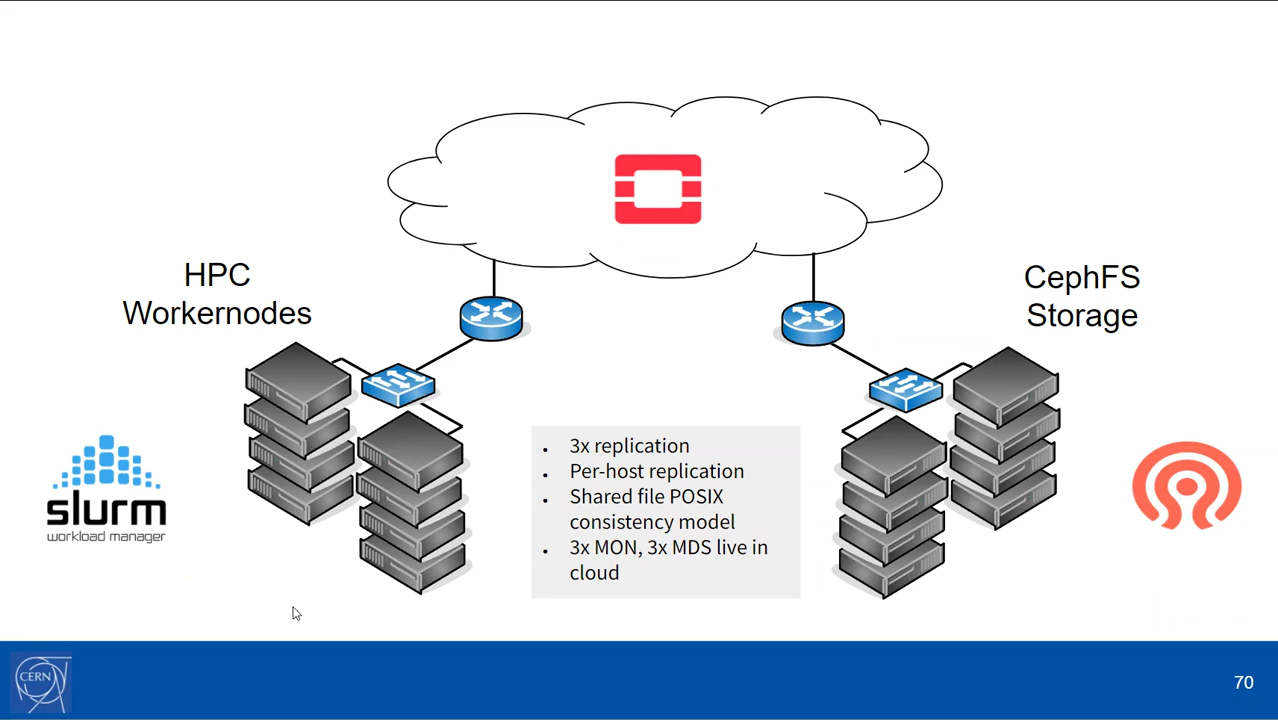 HPC
Workernodes
CephFS
Storage
slurm
workload manager
• 3x replication
• Per-host replication
• Shared file POSIX
consistency model
• 3x MON, 3x MDS live in
cloud
CERN
70